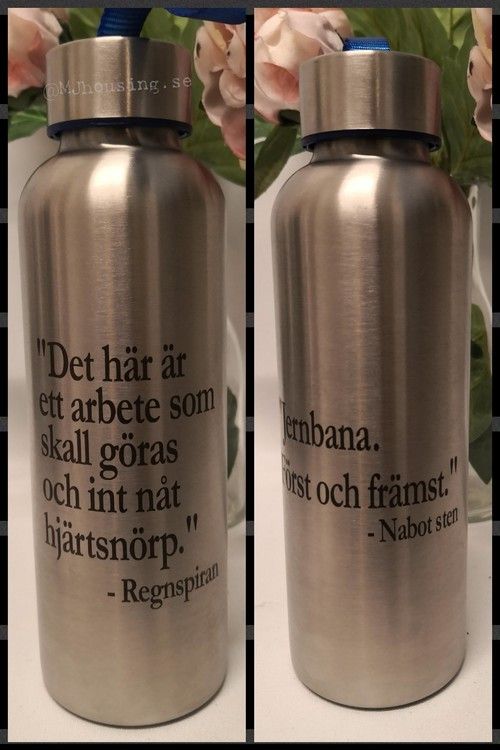 @MJhousing.se
"Det här är
ett arbete som
skall göras
och int nåt
hjärtsnörp."
- Regnspiran
"Jernbana.
Först och främst."
- Nabot sten